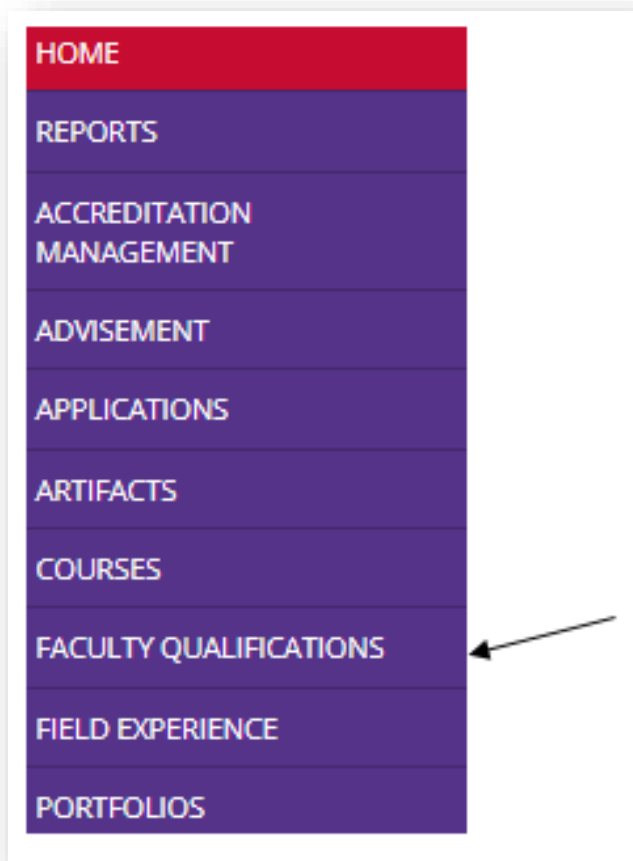 HOME
REPORTS
ACCREDITATION
MANAGEMENT
ADVISEMENT
APPLICATIONS
ARTIFACTS
COURSES
FACULTY QUALIFICATIONS
FIELD EXPERIENCE
PORTFOLIOS